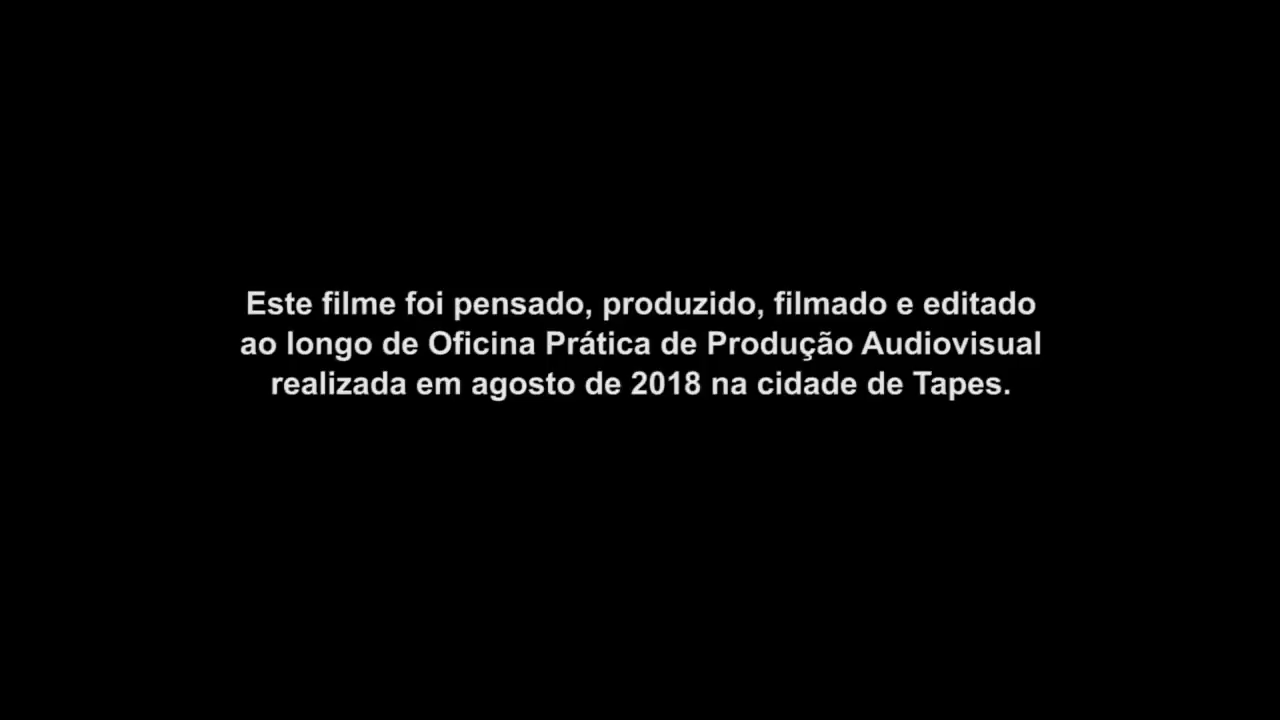 Este filme foi pensado, produzido, filmado e editado
ao longo de Oficina Prática de Produção Audiovisual
realizada em agosto de 2018 na cidade de Tapes.